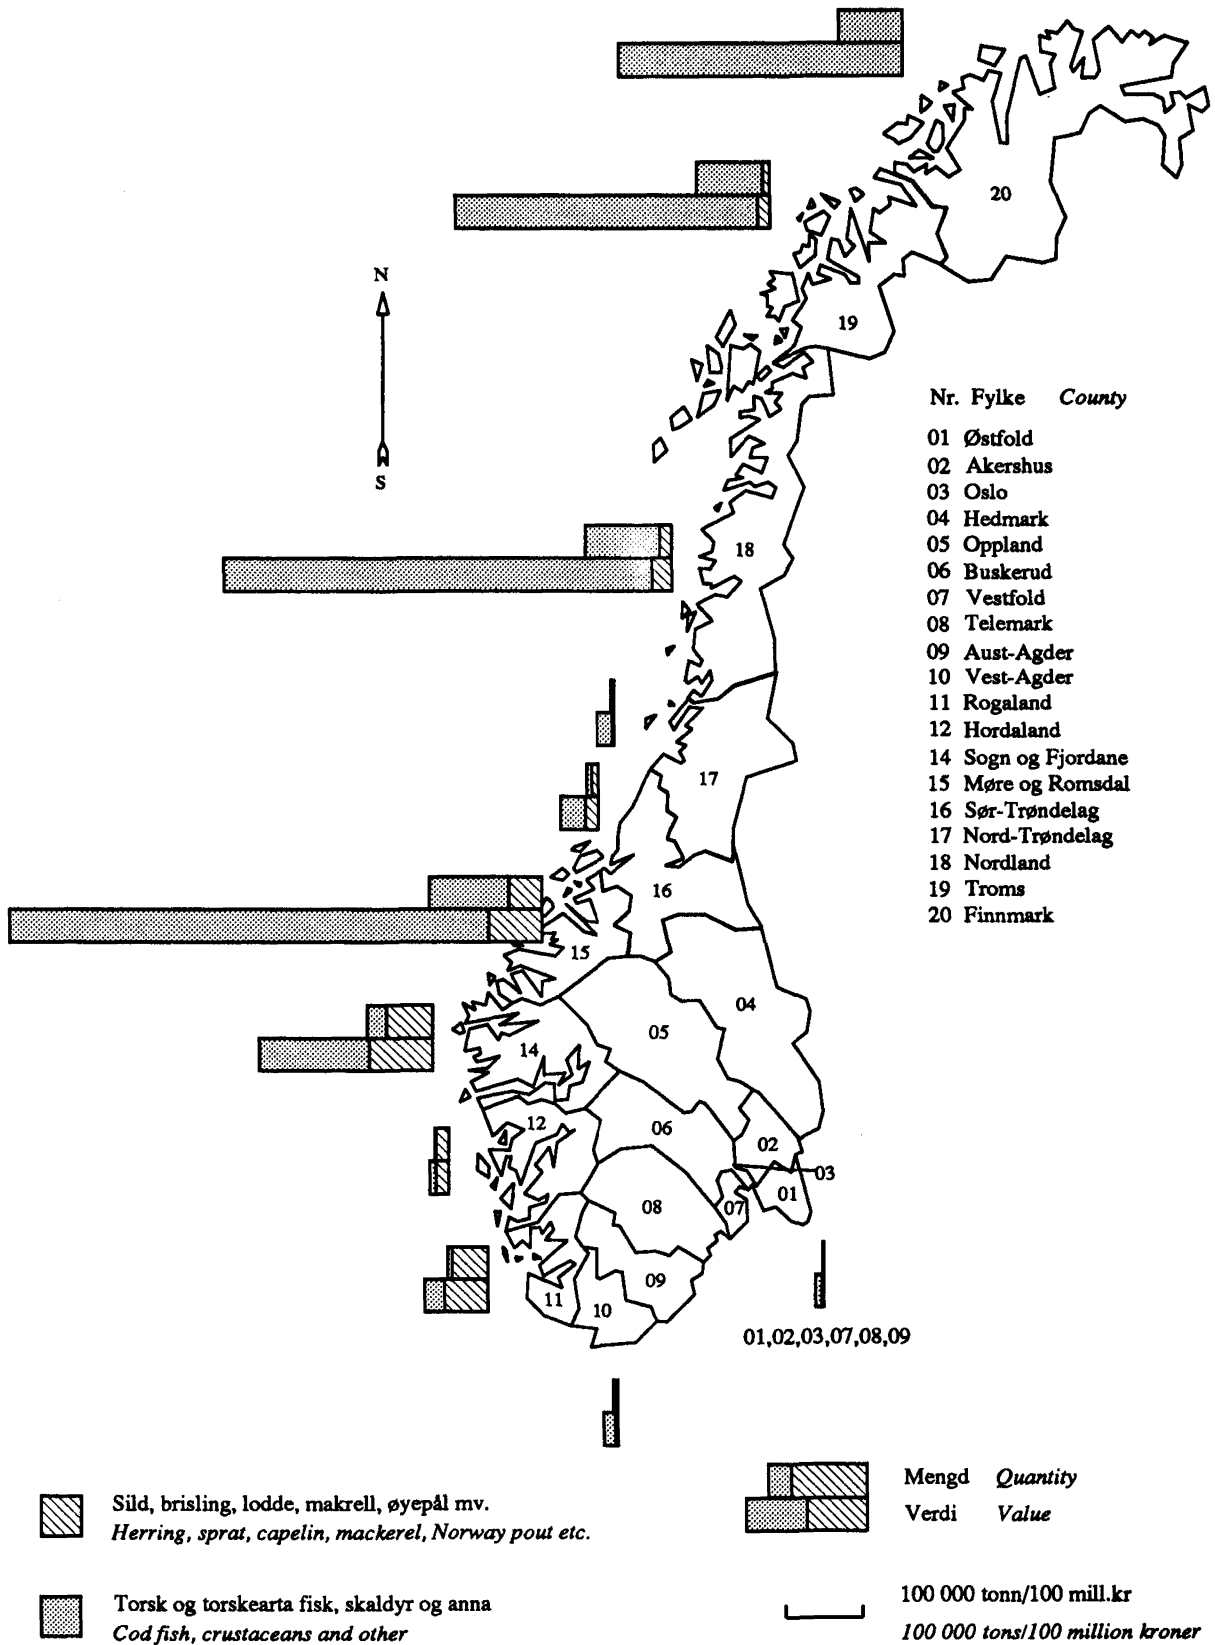 N
S
20
19
18
17
16
15
14
12
11
10
09
08
07
06
05
04
02
03
01
Nr. Fylke County
01 Østfold
02 Akershus
03 Oslo
04 Hedmark
05 Oppland
06 Buskerud
07 Vestfold
08 Telemark
09 Aust-Agder
10 Vest-Agder
11 Rogaland
12 Hordaland
14 Sogn og Fjordane
15 Møre og Romsdal
16 Sør-Trøndelag
17 Nord-Trøndelag
18 Nordland
19 Troms
20 Finnmark
01,02,03,07,08,09
Sild, brisling, lodde, makrell, øyepål mv.
Herring, sprat, capelin, mackerel, Norway pout etc.
Torsk og torskearta fisk, skaldyr og anna
Cod fish, crustaceans and other
Mengd Quantity
Verdi Value
100 000 tonn/100 mill.kr
100 000 tons/100 million kroner